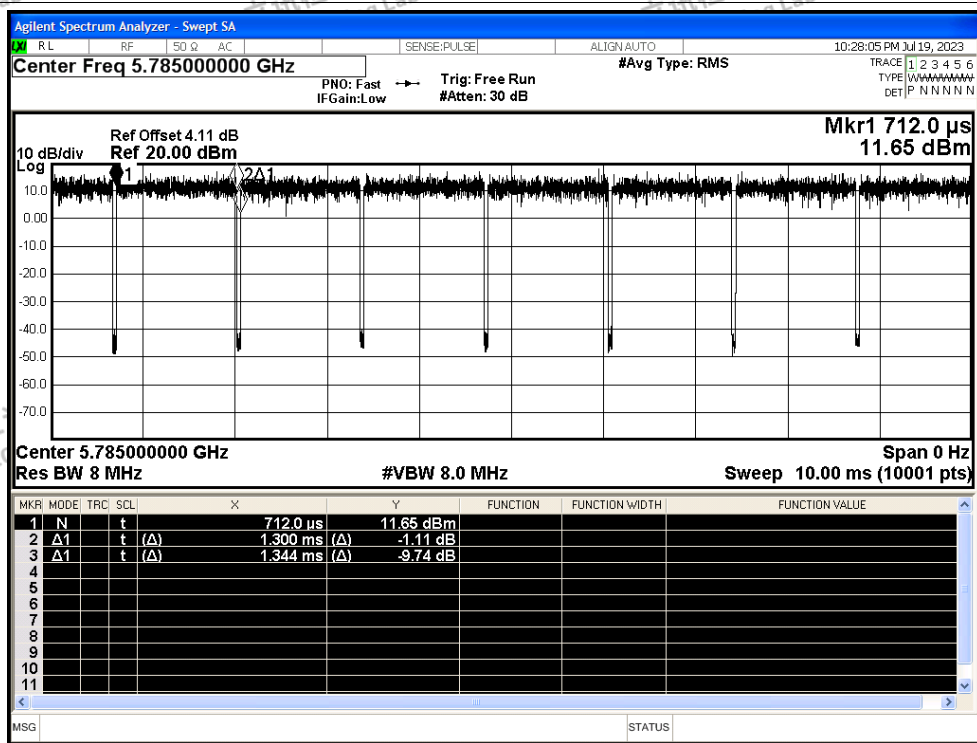 Agilent Spectrum Analyzer - Swept SA
LXI RL RF 50 Ω AC SENSE:PULSE ALIGN AUTO 10:28:05 PM Jul 19, 2023
Center Freq 5.785000000 GHz #Avg Type: RMS TRACE 1 2 3 4 5 6
PNO: Fast Trig: Free Run TYPE WWWWWW
IFGain:Low #Atten: 30 dB DET P N N N N N
Mkr1 712.0 µs
Ref Offset 4.11 dB
10 dB/div Ref 20.00 dBm 11.65 dBm
Log
1 2Δ1
10.0
0.00
-10.0
-20.0
-30.0
-40.0
-50.0
-60.0
-70.0
Center 5.785000000 GHz Span 0 Hz
Res BW 8 MHz #VBW 8.0 MHz Sweep 10.00 ms (10001 pts)
MKR MODE TRC SCL X Y FUNCTION FUNCTION WIDTH FUNCTION VALUE
1 N t 712.0 µs 11.65 dBm
2 Δ1 t (Δ) 1.300 ms (Δ) -1.11 dB
3 Δ1 t (Δ) 1.344 ms (Δ) -9.74 dB
4
5
6
7
8
9
10
11
MSG STATUS